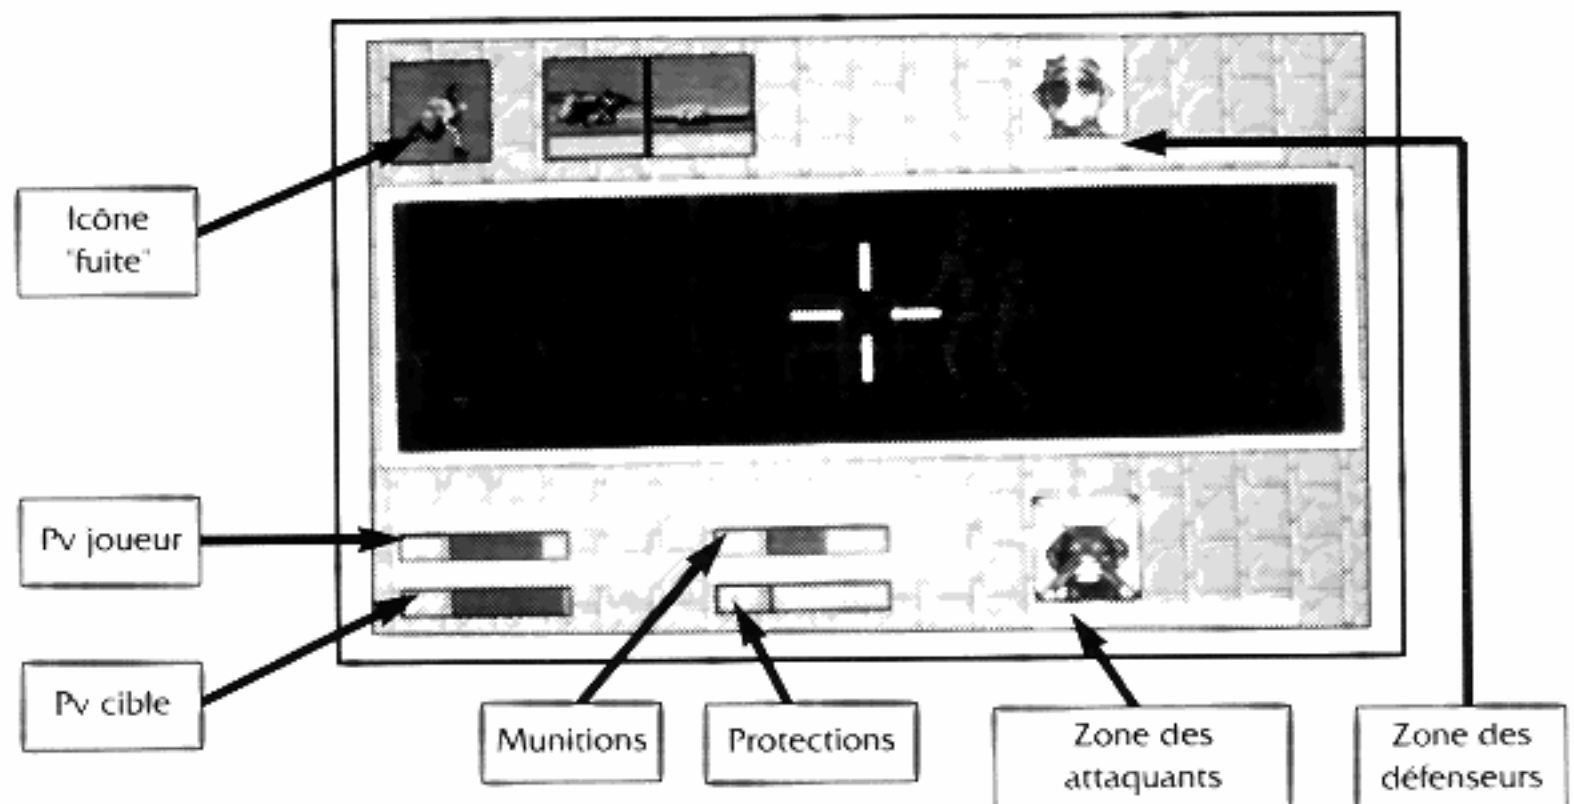 Icône
"fuite"
Pv joueur
Pv cible
Munitions
Protections
Zone des
attaquants
Zone des
défenseurs